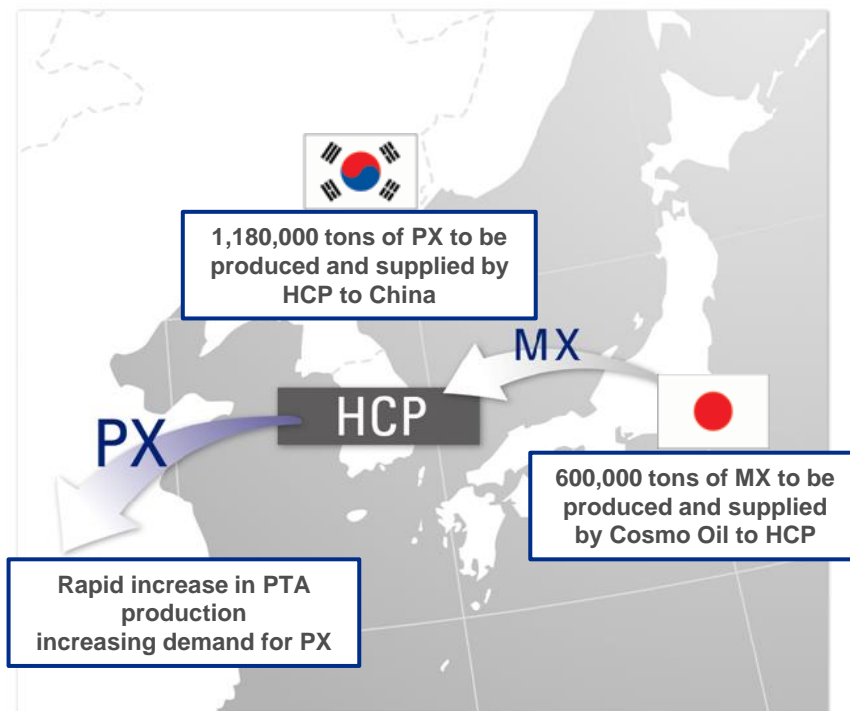 1,180,000 tons of PX to be
produced and supplied by
HCP to China
MX
HCP
PX
600,000 tons of MX to be
produced and supplied
by Cosmo Oil to HCP
Rapid increase in PTA
production
increasing demand for PX